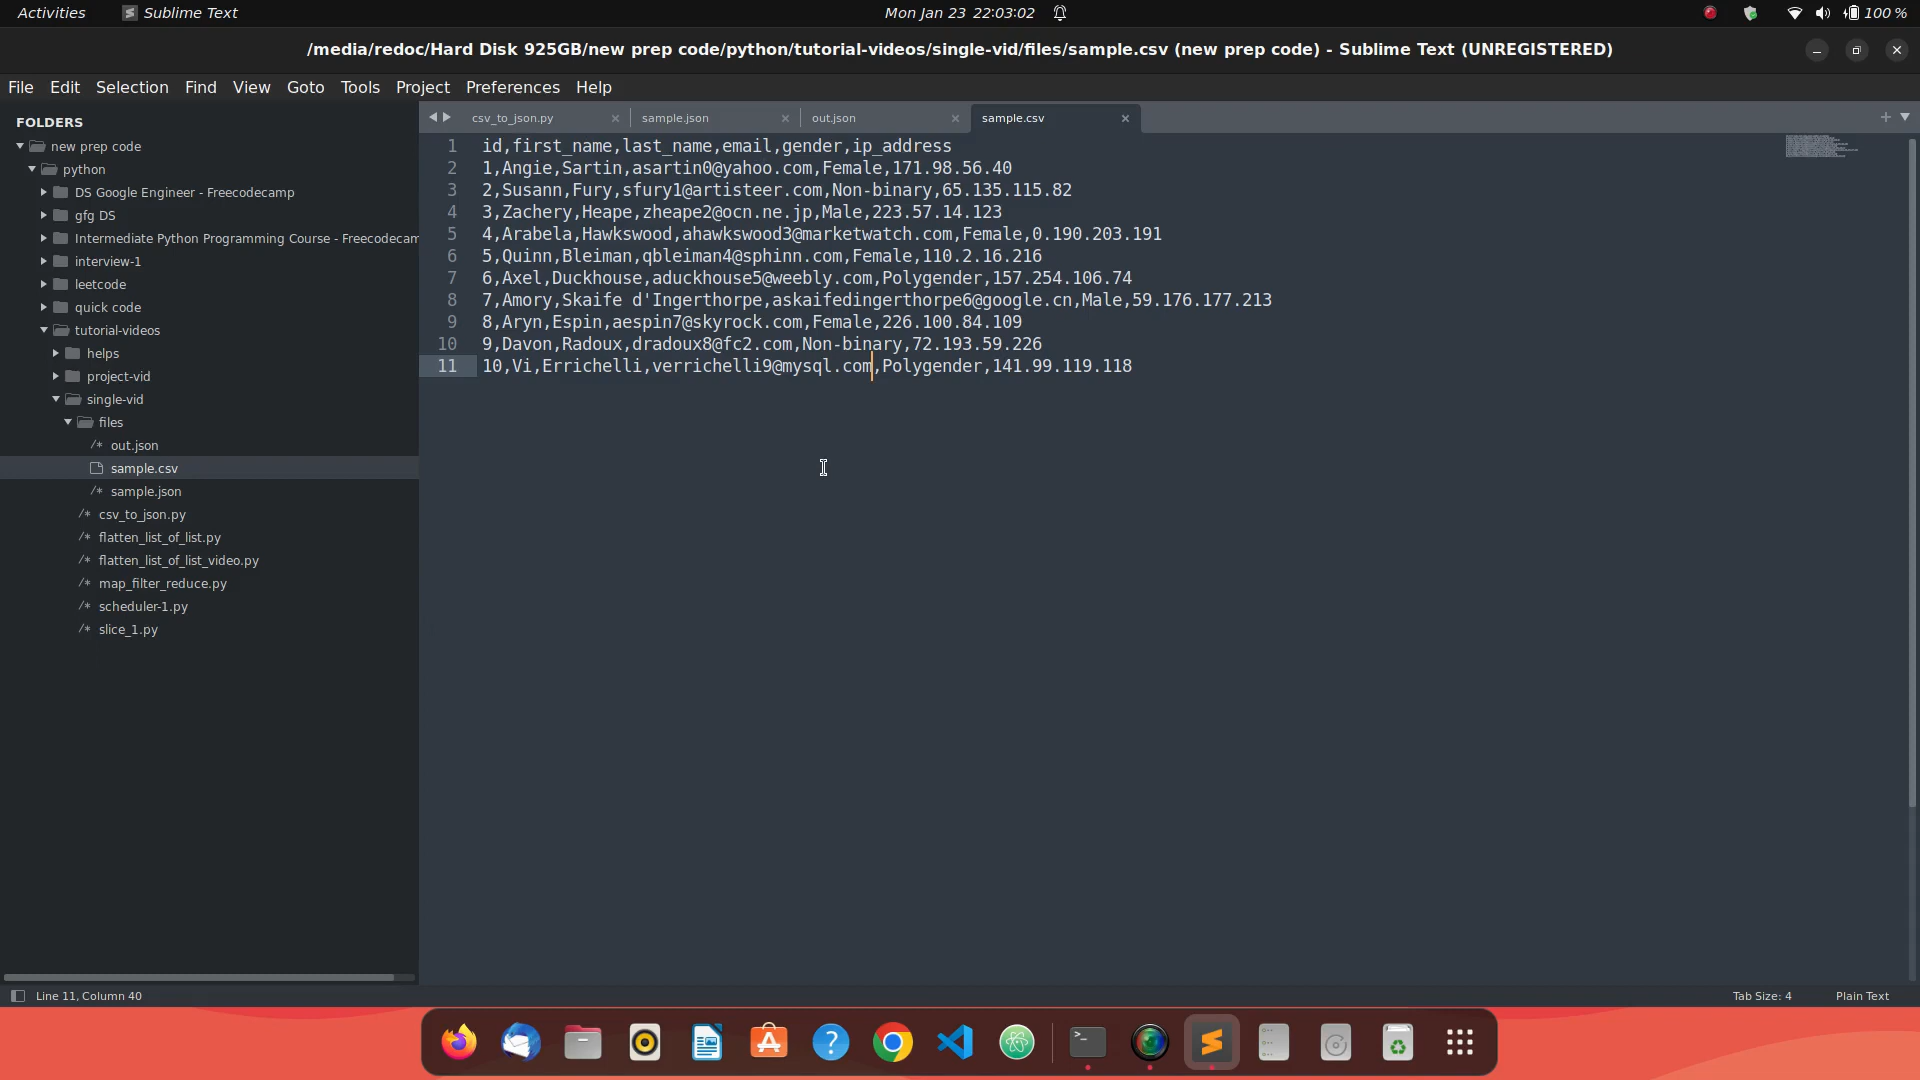 Activities Sublime Text Mon Jan 23 22:03:02 100 %
/media/redoc/Hard Disk 925GB/new prep code/python/tutorial-videos/single-vid/files/sample.csv (new prep code) - Sublime Text (UNREGISTERED)
File Edit Selection Find View Goto Tools Project Preferences Help
FOLDERS
new prep code
python
DS Google Engineer - Freecodecamp
gfg DS
Intermediate Python Programming Course - Freecodecam
interview-1
leetcode
quick code
tutorial-videos
helps
project-vid
single-vid
files
/* out.json
sample.csv
/* sample.json
/* csv_to_json.py
/* flatten_list_of_list.py
/* flatten_list_of_list_video.py
/* map_filter_reduce.py
/* scheduler-1.py
/* slice_1.py
csv_to_json.py × sample.json × out.json × sample.csv ×
1 id,first_name,last_name,email,gender,ip_address
2 1,Angie,Sartin,asartin0@yahoo.com,Female,171.98.56.40
3 2,Susann,Fury,sfury1@artisteer.com,Non-binary,65.135.115.82
4 3,Zachery,Heape,zheape2@ocn.ne.jp,Male,223.57.14.123
5 4,Arabela,Hawkswood,ahawkswood3@marketwatch.com,Female,0.190.203.191
6 5,Quinn,Bleiman,qbleiman4@sphinn.com,Female,110.2.16.216
7 6,Axel,Duckhouse,aduckhouse5@weebly.com,Polygender,157.254.106.74
8 7,Amory,Skaife d'Ingerthorpe,askaifedingerthorpe6@google.cn,Male,59.176.177.213
9 8,Aryn,Espin,aespin7@skyrock.com,Female,226.100.84.109
10 9,Davon,Radoux,dradoux8@fc2.com,Non-binary,72.193.59.226
11 10,Vi,Errichelli,verrichelli9@mysql.com,Polygender,141.99.119.118
Line 11, Column 40 Tab Size: 4 Plain Text